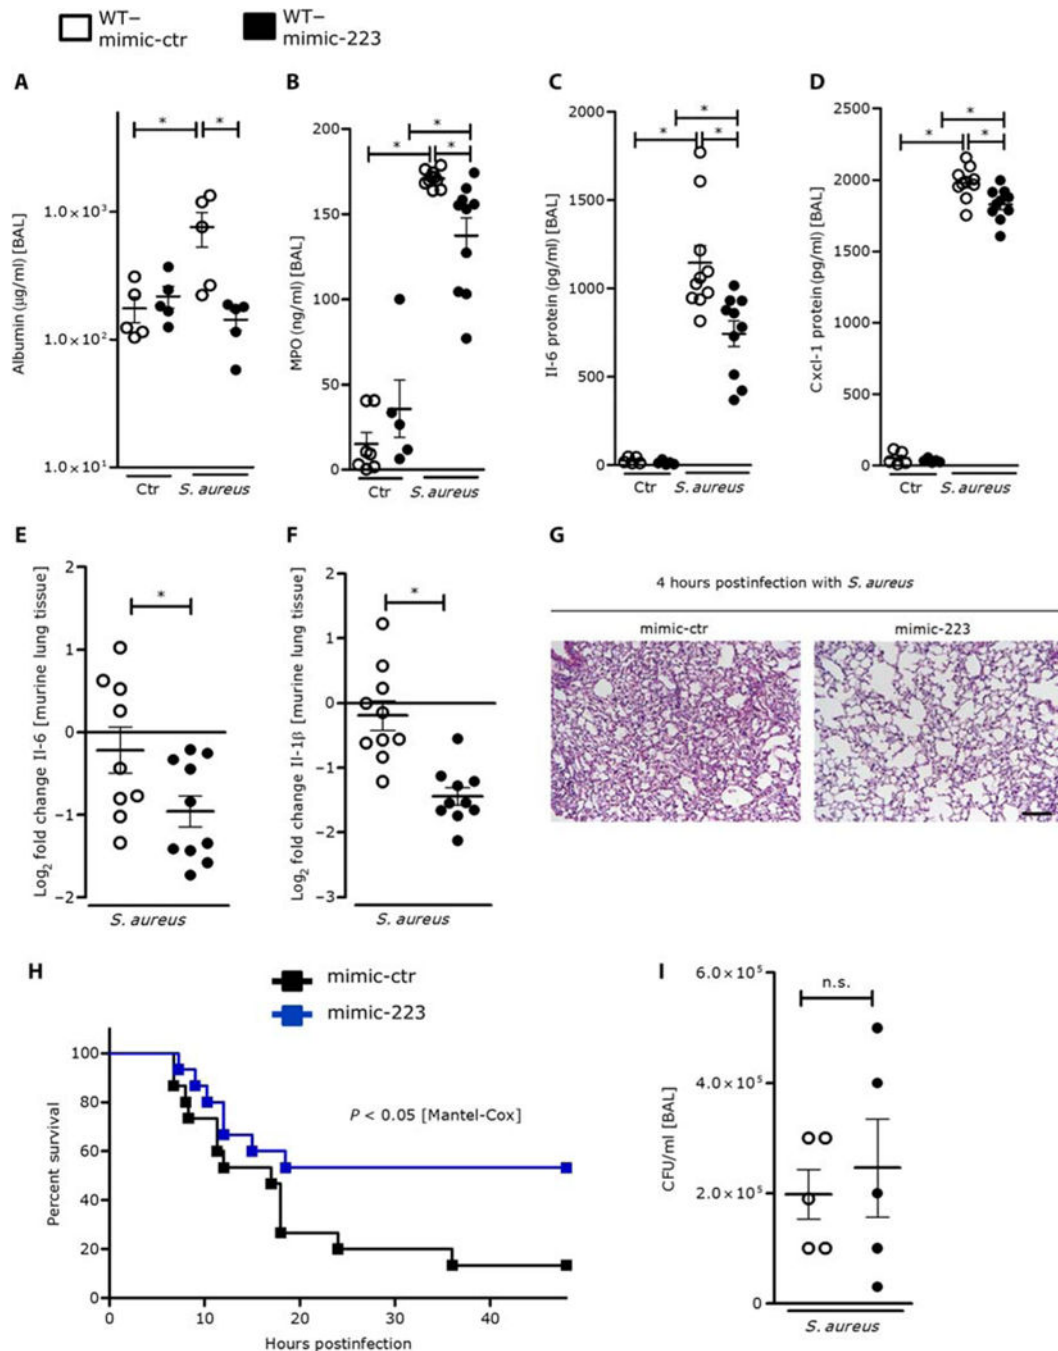 WT–
mimic-ctr
WT–
mimic-223
A
Albumin (µg/ml) [BAL]
1.0 × 10³
1.0 × 10²
1.0 × 10¹
*
*
Ctr
S. aureus
B
MPO (ng/ml) [BAL]
200
150
100
50
0
*
*
*
Ctr
S. aureus
C
Il-6 protein (pg/ml) [BAL]
2000
1500
1000
500
0
*
*
*
Ctr
S. aureus
D
Cxcl-1 protein (pg/ml) [BAL]
2500
2000
1500
1000
500
0
*
*
*
Ctr
S. aureus
E
Log₂ fold change Il-6 [murine lung tissue]
2
1
0
−1
−2
*
S. aureus
F
Log₂ fold change Il-1β [murine lung tissue]
2
1
0
−1
−2
−3
*
S. aureus
G
4 hours postinfection with S. aureus
mimic-ctr
mimic-223
H
mimic-ctr
mimic-223
Percent survival
100
80
60
40
20
0
P < 0.05 [Mantel-Cox]
0
10
20
30
40
Hours postinfection
I
CFU/ml [BAL]
6.0 × 10⁵
4.0 × 10⁵
2.0 × 10⁵
0
n.s.
S. aureus